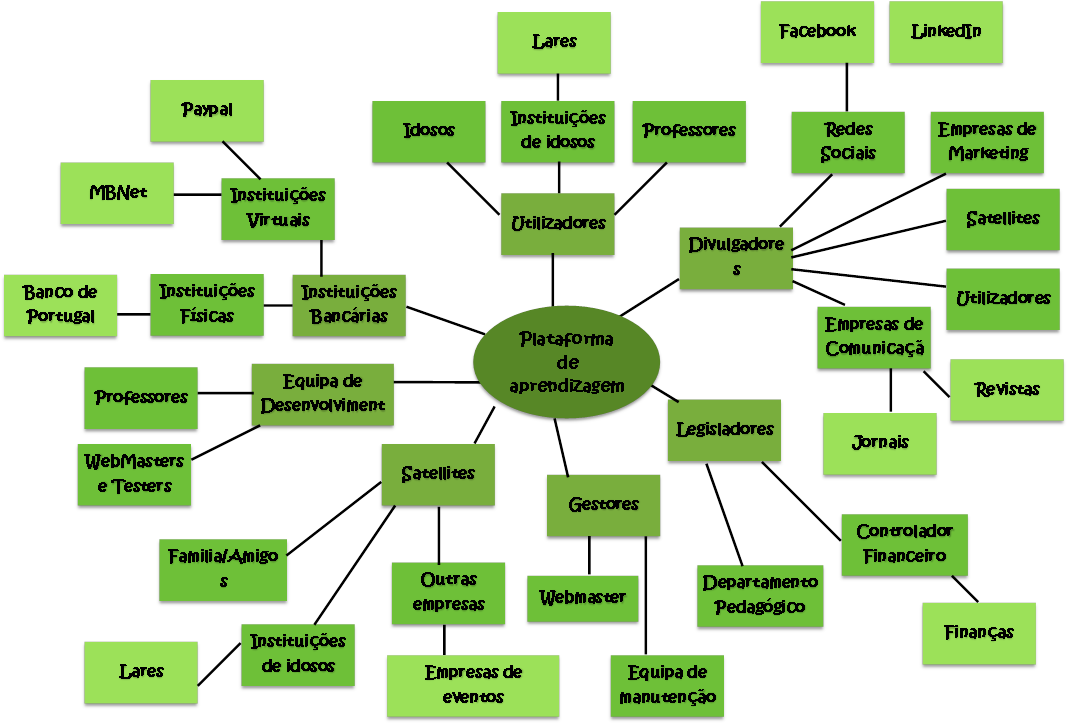 Facebook
LinkedIn
Lares
Paypal
Idosos
Instituições
de idosos
Professores
Redes
Sociais
Empresas de
Marketing
MBNet
Instituições
Virtuais
Utilizadores
Satellites
Divulgadore
s
Banco de
Portugal
Instituições
Físicas
Instituições
Bancárias
Utilizadores
Plataforma
de
aprendizagem
Empresas de
Comunicaçã
Professores
Equipa de
Desenvolviment
Revistas
Legisladores
Jornais
WebMasters
e Testers
Satellites
Gestores
Controlador
Financeiro
Familia/Amigo
s
Outras
empresas
Webmaster
Departamento
Pedagógico
Finanças
Instituições
de idosos
Lares
Empresas de
eventos
Equipa de
manutenção